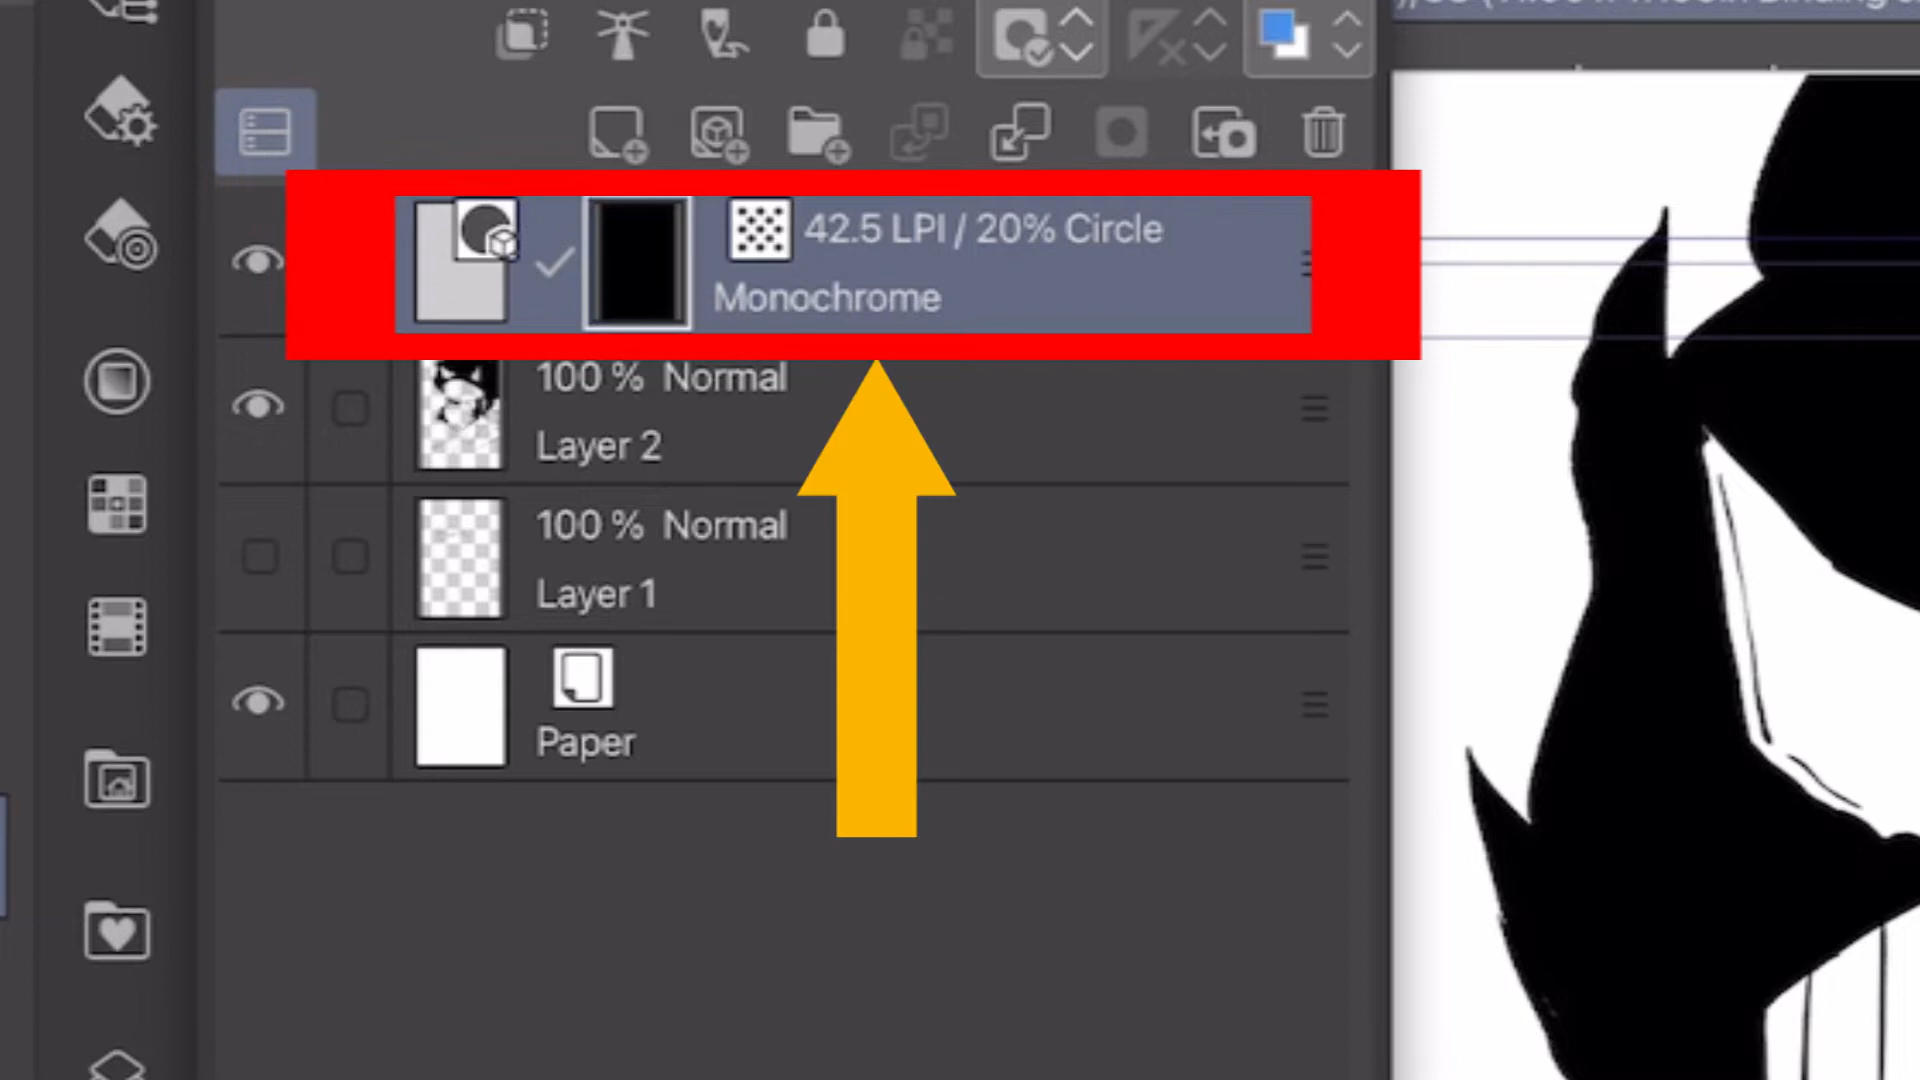 42.5 LPI / 20% Circle
Monochrome
100 % Normal
Layer 2
100 % Normal
Layer 1
Paper